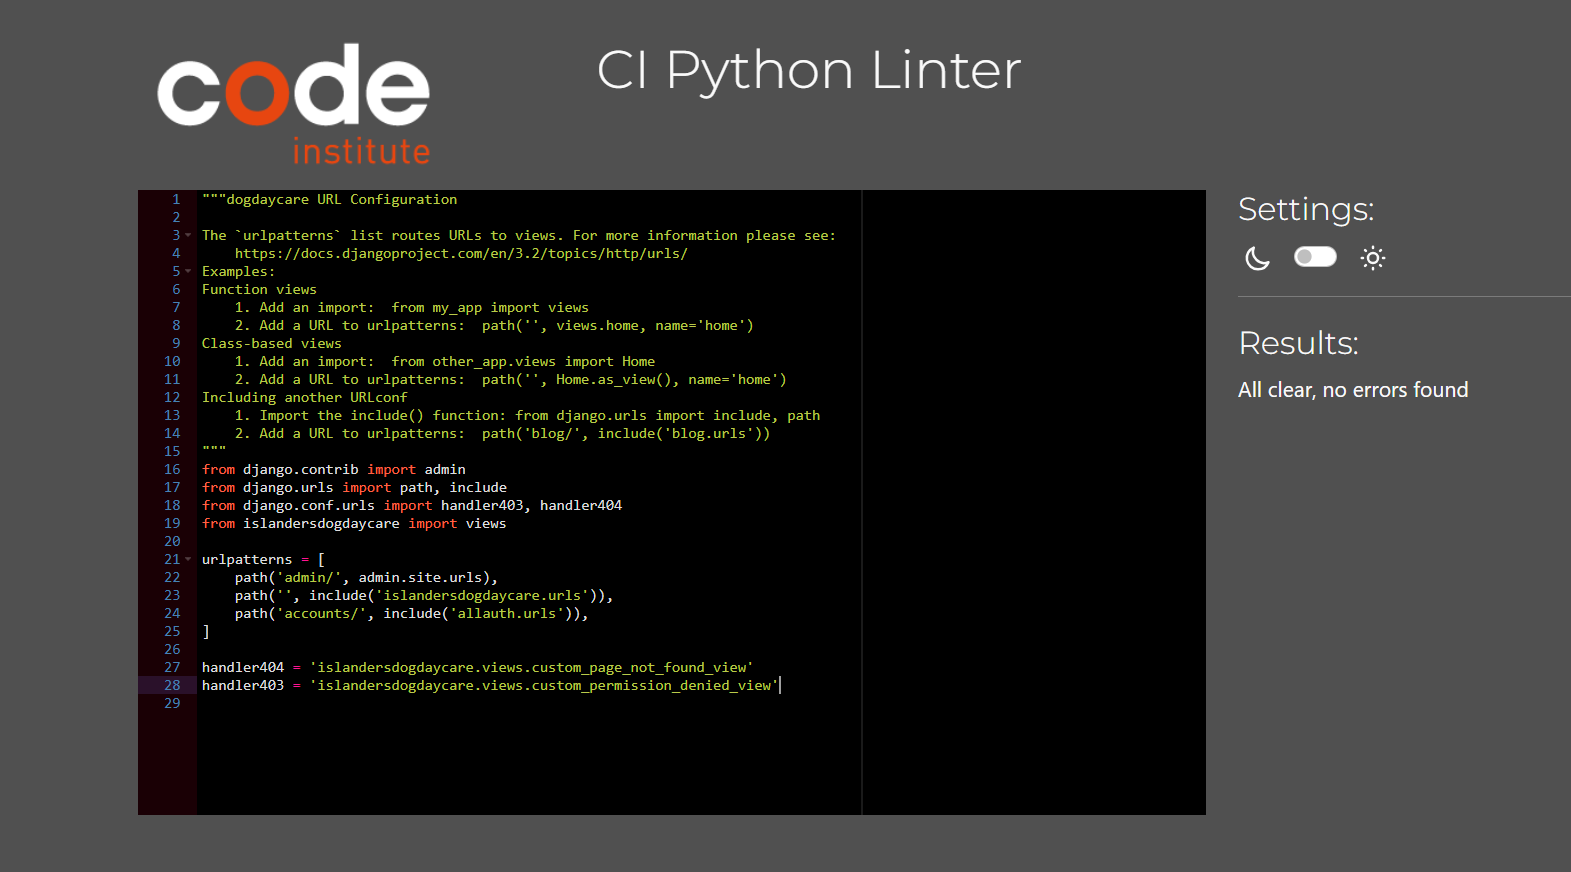 code
institute
CI Python Linter
1 """dogdaycare URL Configuration
2
3 The `urlpatterns` list routes URLs to views. For more information please see:
4     https://docs.djangoproject.com/en/3.2/topics/http/urls/
5 Examples:
6 Function views
7     1. Add an import:  from my_app import views
8     2. Add a URL to urlpatterns:  path('', views.home, name='home')
9 Class-based views
10     1. Add an import:  from other_app.views import Home
11     2. Add a URL to urlpatterns:  path('', Home.as_view(), name='home')
12 Including another URLconf
13     1. Import the include() function: from django.urls import include, path
14     2. Add a URL to urlpatterns:  path('blog/', include('blog.urls'))
15 """
16 from django.contrib import admin
17 from django.urls import path, include
18 from django.conf.urls import handler403, handler404
19 from islandersdogdaycare import views
20
21 urlpatterns = [
22     path('admin/', admin.site.urls),
23     path('', include('islandersdogdaycare.urls')),
24     path('accounts/', include('allauth.urls')),
25 ]
26
27 handler404 = 'islandersdogdaycare.views.custom_page_not_found_view'
28 handler403 = 'islandersdogdaycare.views.custom_permission_denied_view'
29
Settings:
Results:
All clear, no errors found